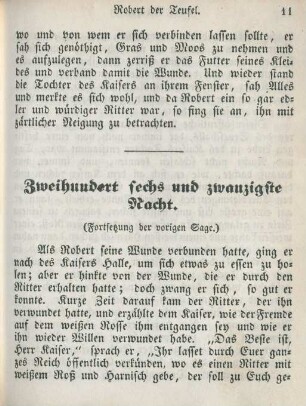 Robert der Teufel. 11
wo und von wem er sich verbinden lassen sollte, er
sah sich genöthigt, Gras und Moos zu nehmen und
es aufzulegen, dann zerriß er das Futter seines Klei-
des und verband damit die Wunde. Und wieder stand
die Tochter des Kaisers an ihrem Fenster, sah Alles
und merkte es sich wohl, und da Robert ein so gar ed-
ler und würdiger Ritter war, so fing sie an, ihn mit
zärtlicher Neigung zu betrachten.
Zweihundert sechs und zwanzigste
Nacht.
(Fortsetzung der vorigen Sage.)
Als Robert seine Wunde verbunden hatte, ging er
nach des Kaisers Halle, um sich etwas zu essen zu ho-
len; aber er hinkte von der Wunde, die er durch den
Ritter erhalten hatte; doch zwang er sich, so gut er
konnte. Kurze Zeit darauf kam der Ritter, der ihn
verwundet hatte, und erzählte dem Kaiser, wie der Fremde
auf dem weißen Rosse ihm entgangen sey und wie er
ihn wieder Willen verwundet habe. „Das Beste ist,
Herr Kaiser,“ sprach er, „Ihr lasset durch Euer gan-
zes Reich öffentlich verkünden, wo es einen Ritter mit
weißem Roß und Harnisch gebe, der soll zu Euch ge-